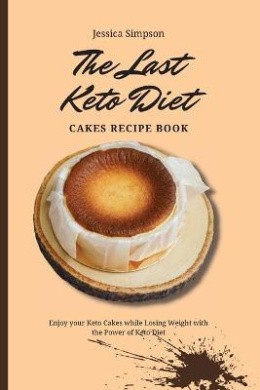 Jessica Simpson
The Last
Keto Diet
CAKES RECIPE BOOK
Enjoy your Keto Cakes while Losing Weight with
the Power of Keto Diet